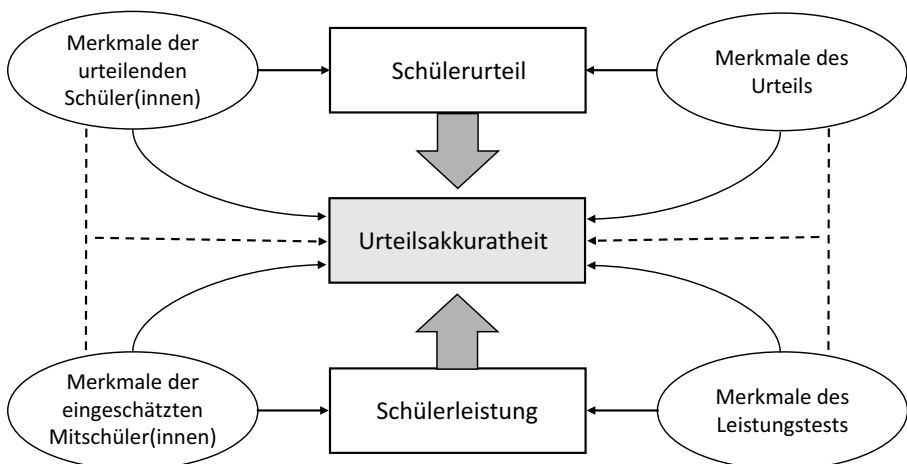 Merkmale der
urteilenden
Schüler(innen)
Schülerurteil
Merkmale des
Urteils
Urteilsakkuratheit
Merkmale der
eingeschätzten
Mitschüler(innen)
Schülerleistung
Merkmale des
Leistungstests